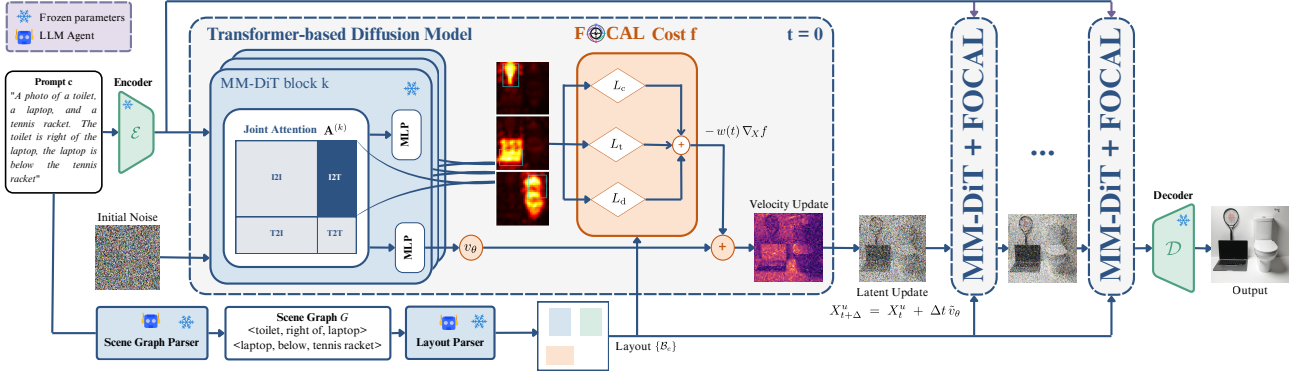 Frozen parameters
LLM Agent
Prompt c
"A photo of a toilet,
a laptop, and a
tennis racket. The
toilet is right of the
laptop, the laptop is
below the tennis
racket"
Encoder
ℰ
Initial Noise
Transformer-based Diffusion Model
MM-DiT block k
Joint Attention A^(k)
I2I
I2T
T2I
T2T
MLP
MLP
v_θ
FOCAL Cost f
L_c
L_t
L_d
+
t = 0
− w(t) ∇_X f
+
Velocity Update
Latent Update
X^u_{t+Δ} = X^u_t + Δt ṽ_θ
MM-DiT + FOCAL
...
MM-DiT + FOCAL
Decoder
𝒟
Output
Scene Graph Parser
Scene Graph G
<toilet, right of, laptop>
<laptop, below, tennis racket>
Layout Parser
Layout {ℬ_c}